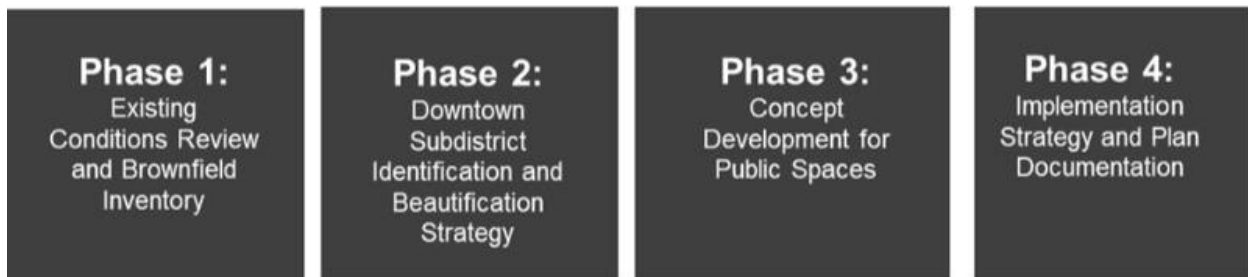 Phase 1:
Existing
Conditions Review
and Brownfield
Inventory
Phase 2:
Downtown
Subdistrict
Identification and
Beautification
Strategy
Phase 3:
Concept
Development for
Public Spaces
Phase 4:
Implementation
Strategy and Plan
Documentation